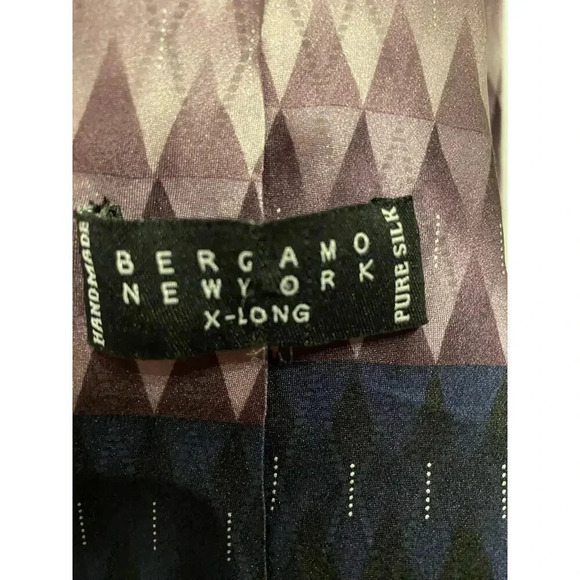 HANDMADE
BERGAMO
NEW YORK
X-LONG
PURE SILK